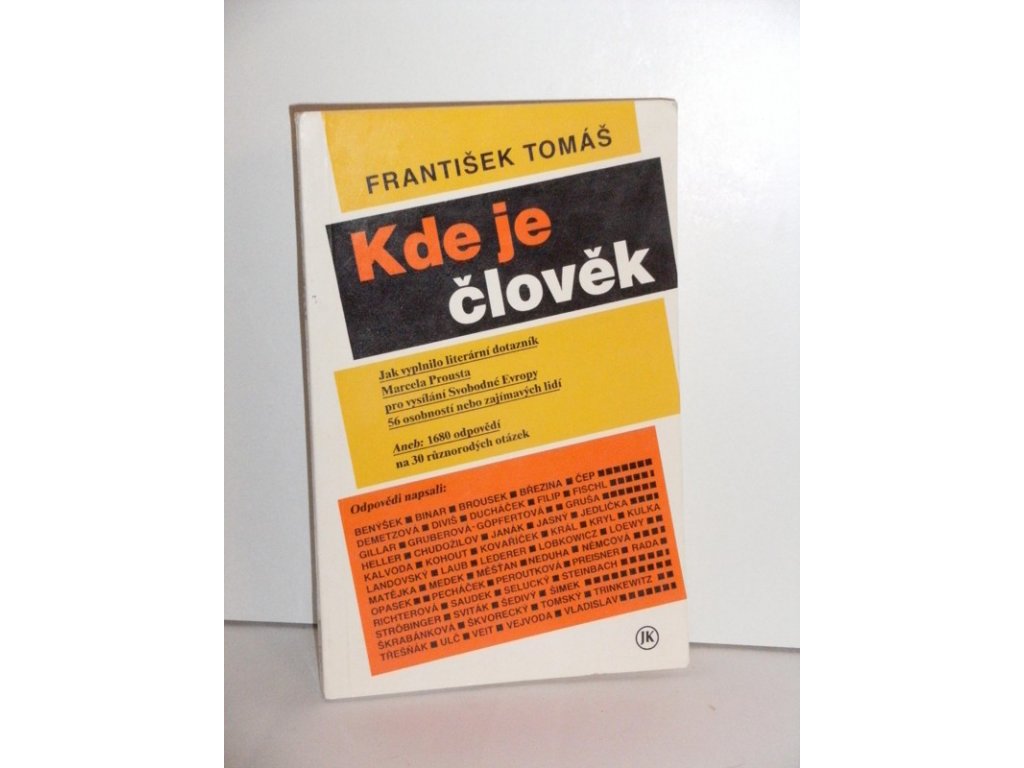 FRANTIŠEK TOMÁŠ
Kde je
člověk
Jak vyplnilo literární dotazník
Marcela Prousta
pro vysílání Svobodné Evropy
56 osobností nebo zajímavých lidí
Aneb: 1680 odpovědí
na 30 různorodých otázek
Odpovědi napsali:
BENÝŠEK ■ BINAR ■ BROUSEK ■ BŘEZINA ■ ČEP
DEMETZOVÁ ■ DIVIŠ ■ DUCHÁČEK ■ FILIP ■ FISCHL
GILLAR ■ GRUBEROVÁ-GOPFERTOVÁ ■ GRUŠA
HELLER ■ CHUDOŽILOV ■ JANÁK ■ JASNÝ ■ JEDLIČKA
KALVODA ■ KOHOUT ■ KOVAŘÍČEK ■ KRÁL ■ KRYL ■ KULKA
LANDOVSKÝ ■ LAUB ■ LEDERER ■ LOBKOWICZ ■ LOEWY
MATĚJKA ■ MEDEK ■ MĚŠŤAN ■ NEDUHA ■ NĚMCOVÁ
OPASEK ■ PECHÁČEK ■ PEROUTKOVÁ ■ PREISNER ■ RADA
RICHTEROVÁ ■ SAUDEK ■ SELUCKÝ ■ STEINBACH
STRÖBINGER ■ SVITÁK ■ ŠEDIVÝ ■ ŠIMEK
ŠKRABÁNKOVÁ ■ ŠKVORECKÝ ■ TOMSKÝ ■ TRINKEWITZ
TŘEŠŇÁK ■ ULČ ■ VEIT ■ VEJVODA ■ VLADISLAV
JK